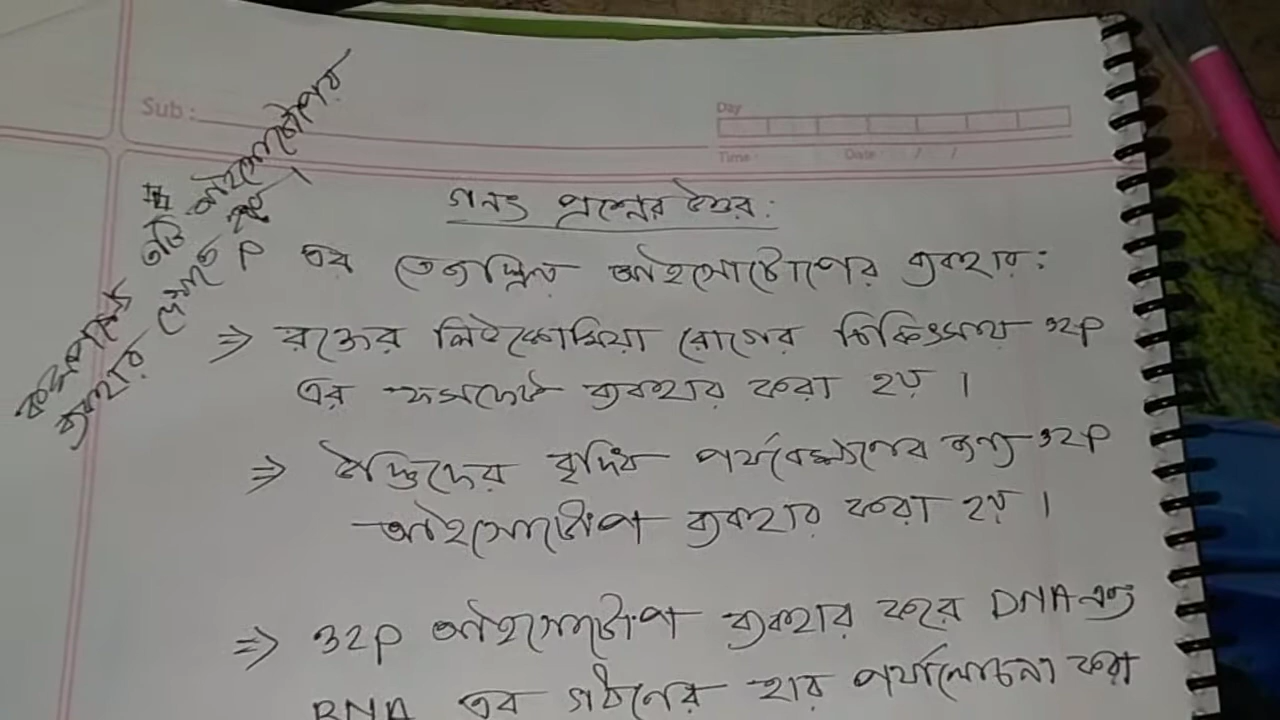 Sub :
Day
Time :
Date : / /
প্রশ্নের উত্তর :
P এর তেজস্ক্রিয় আইসোটোপের ব্যবহার :
⇒ রক্তের লিউকোমিয়া রোগের চিকিৎসায় 32P
এর ফসফেট ব্যবহার করা হয় ।
⇒ উদ্ভিদের বৃদ্ধি পর্যবেক্ষণের জন্য 32P
আইসোটোপ ব্যবহার করা হয় ।
⇒ 32P আইসোটোপ ব্যবহার করে DNA এবং
RNA এর গঠনের হার পর্যালোচনা করা
# আইসোটোপের
ব্যবহার